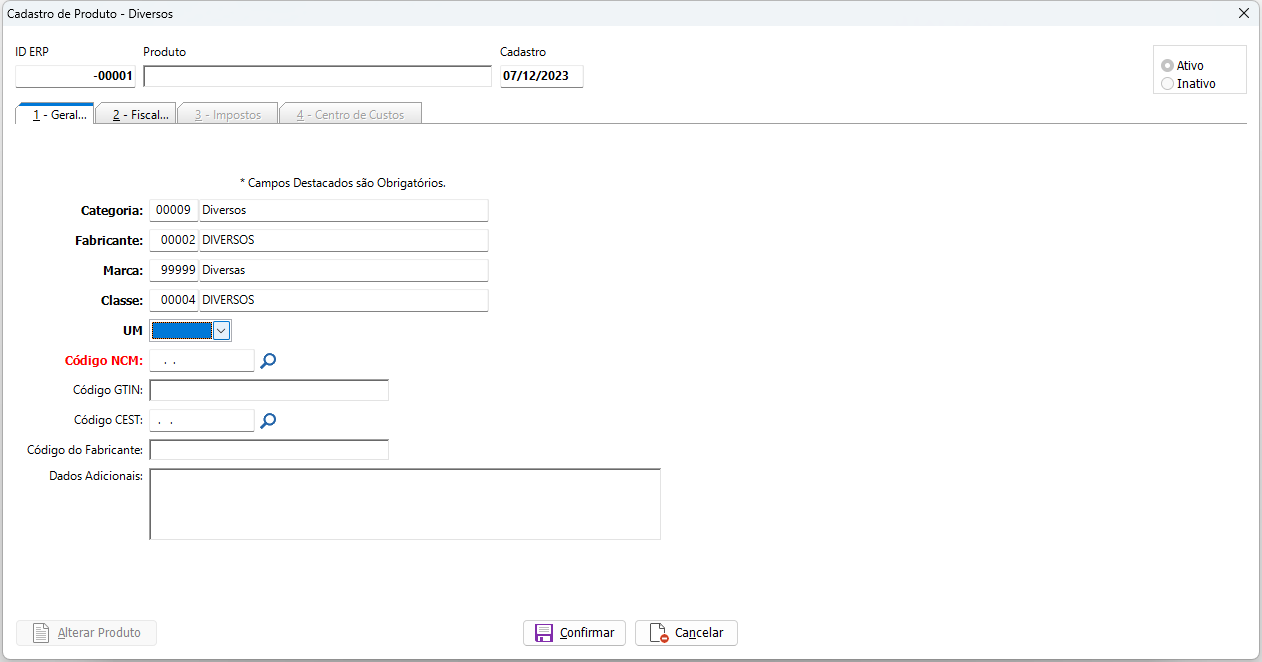 Cadastro de Produto - Diversos
ID ERP Produto Cadastro
-00001 07/12/2023
Ativo
Inativo
1 - Geral... 2 - Fiscal... 3 - Impostos 4 - Centro de Custos
* Campos Destacados são Obrigatórios.
Categoria: 00009 Diversos
Fabricante: 00002 DIVERSOS
Marca: 99999 Diversas
Classe: 00004 DIVERSOS
UM
Código NCM: . .
Código GTIN:
Código CEST: . .
Código do Fabricante:
Dados Adicionais:
Alterar Produto Confirmar Cancelar